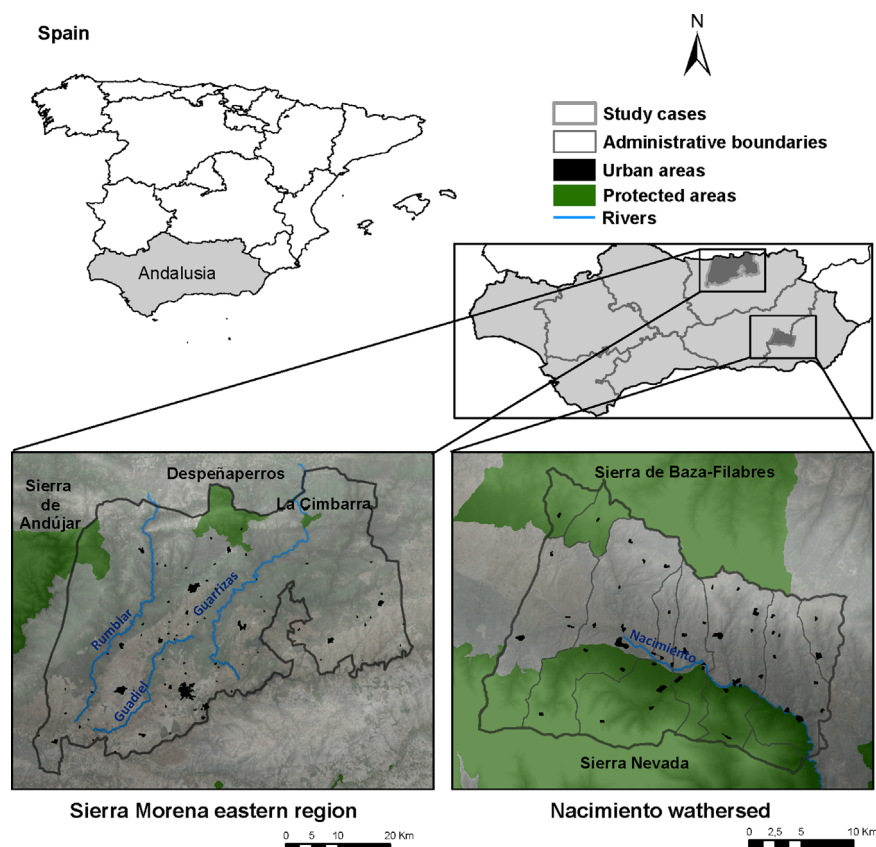 Spain
N
Study cases
Administrative boundaries
Urban areas
Protected areas
Rivers
Andalusia
Despeñaperros
Sierra
de
Andújar
La Cimbarra
Rumblar
Guarrizas
Guadiel
Sierra de Baza-Filabres
Nacimiento
Sierra Nevada
Sierra Morena eastern region
Nacimiento wathersed
0 5 10 20 Km
0 2,5 5 10 Km